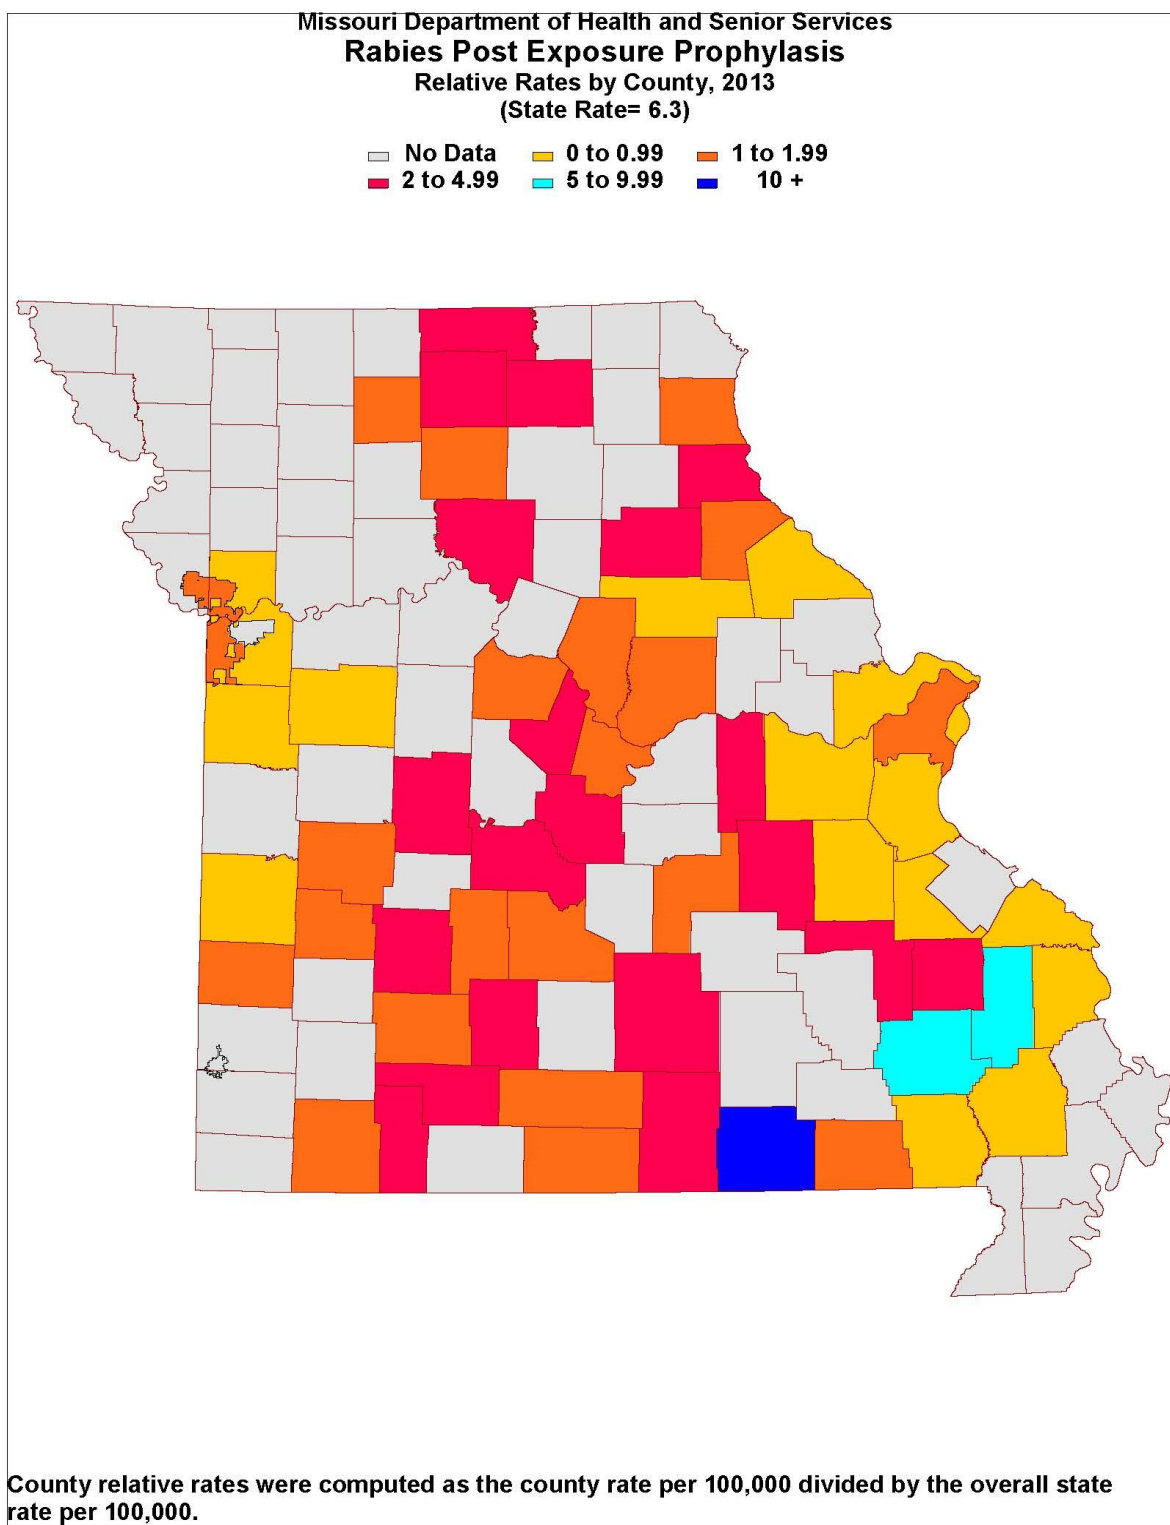 Missouri Department of Health and Senior Services
Rabies Post Exposure Prophylasis
Relative Rates by County, 2013
(State Rate= 6.3)
No Data 0 to 0.99 1 to 1.99
2 to 4.99 5 to 9.99 10 +
County relative rates were computed as the county rate per 100,000 divided by the overall state
rate per 100,000.